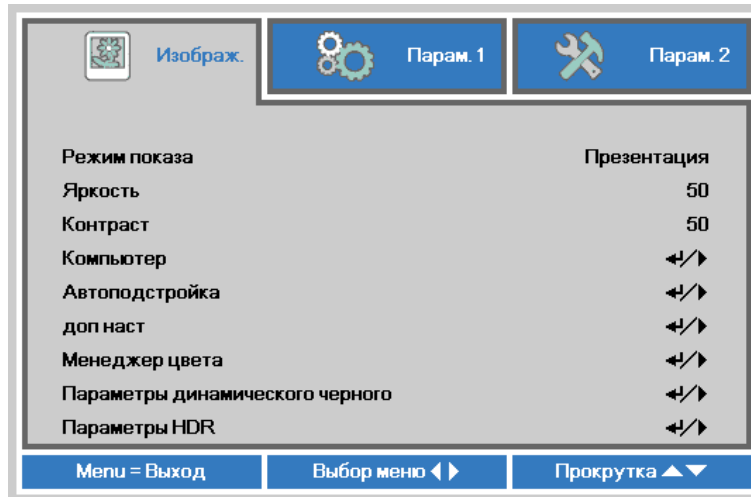 Изображ. Парам. 1 Парам. 2
Режим показа Презентация
Яркость 50
Контраст 50
Компьютер
Автоподстройка
доп наст
Менеджер цвета
Параметры динамического черного
Параметры HDR
Menu = Выход Выбор меню Прокрутка